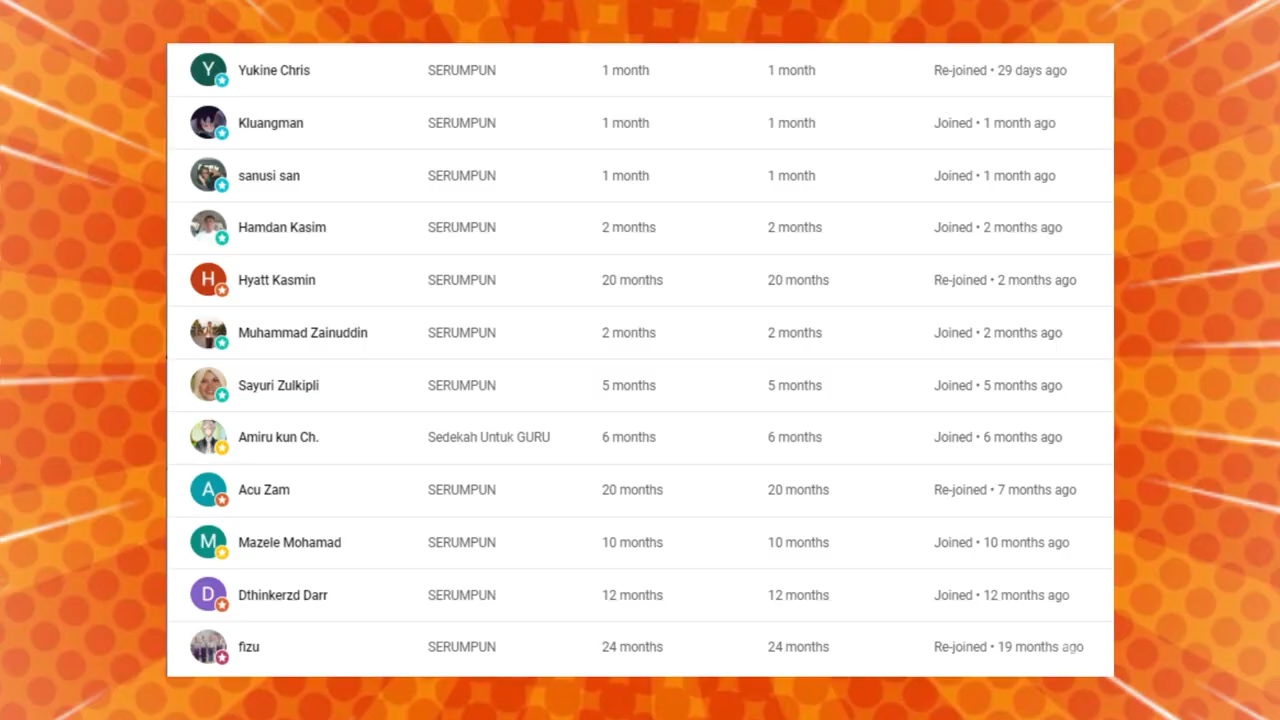 Y Yukine Chris SERUMPUN 1 month 1 month Re-joined • 29 days ago
Kluangman SERUMPUN 1 month 1 month Joined • 1 month ago
sanusi san SERUMPUN 1 month 1 month Joined • 1 month ago
Hamdan Kasim SERUMPUN 2 months 2 months Joined • 2 months ago
H Hyatt Kasmin SERUMPUN 20 months 20 months Re-joined • 2 months ago
Muhammad Zainuddin SERUMPUN 2 months 2 months Joined • 2 months ago
Sayuri Zulkipli SERUMPUN 5 months 5 months Joined • 5 months ago
Amiru kun Ch. Sedekah Untuk GURU 6 months 6 months Joined • 6 months ago
A Acu Zam SERUMPUN 20 months 20 months Re-joined • 7 months ago
M Mazele Mohamad SERUMPUN 10 months 10 months Joined • 10 months ago
D Dthinkerzd Darr SERUMPUN 12 months 12 months Joined • 12 months ago
fizu SERUMPUN 24 months 24 months Re-joined • 19 months ago